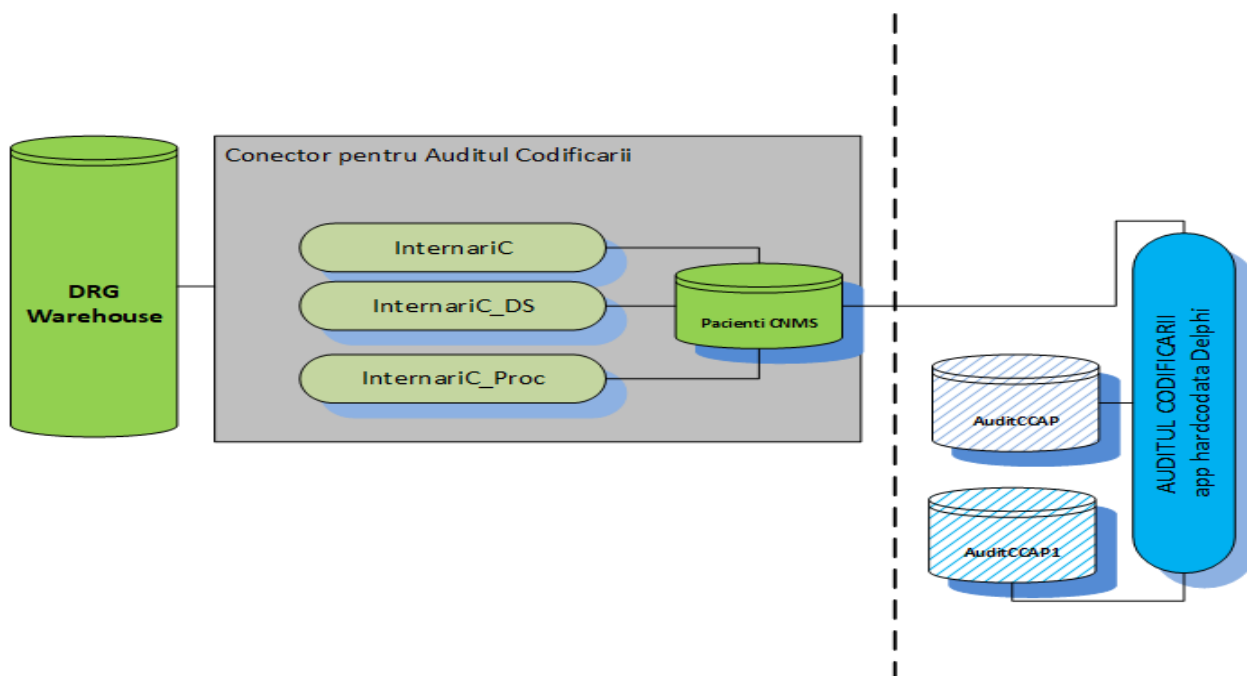 Conector pentru Auditul Codificarii
DRG
Warehouse
InternariC
InternariC_DS
InternariC_Proc
Pacienti CNMS
AuditCCAP
AuditCCAP1
AUDITUL CODIFICARII
app hardcodata Delphi